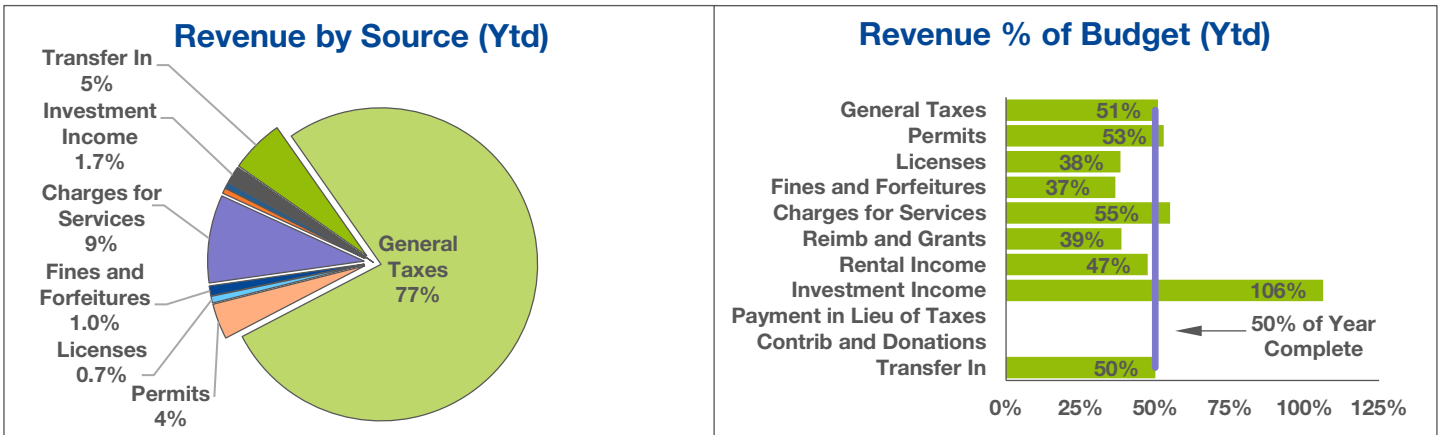 Revenue by Source (Ytd)
Transfer In
5%
Investment
Income
1.7%
Charges for
Services
9%
Fines and
Forfeitures
1.0%
Licenses
0.7%
Permits
4%
General
Taxes
77%
Revenue % of Budget (Ytd)
General Taxes 51%
Permits 53%
Licenses 38%
Fines and Forfeitures 37%
Charges for Services 55%
Reimb and Grants 39%
Rental Income 47%
Investment Income 106%
Payment in Lieu of Taxes
Contrib and Donations
Transfer In 50%
50% of Year
Complete
0% 25% 50% 75% 100% 125%